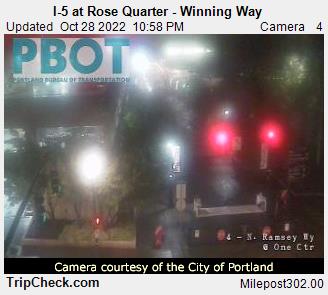 I-5 at Rose Quarter - Winning Way
Updated Oct 28 2022 10:58 PM Camera 4
PBOT
PORTLAND BUREAU OF TRANSPORTATION
4 - N. Ramsey Wy
@ One Ctr
Camera courtesy of the City of Portland
TripCheck.com Milepost302.00